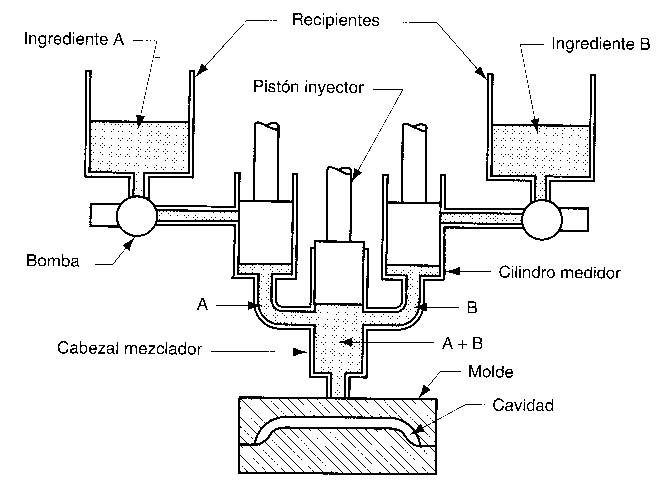 Recipientes
Ingrediente A
Ingrediente B
Pistón inyector
Bomba
Cilindro medidor
A
B
Cabezal mezclador
A + B
Molde
Cavidad